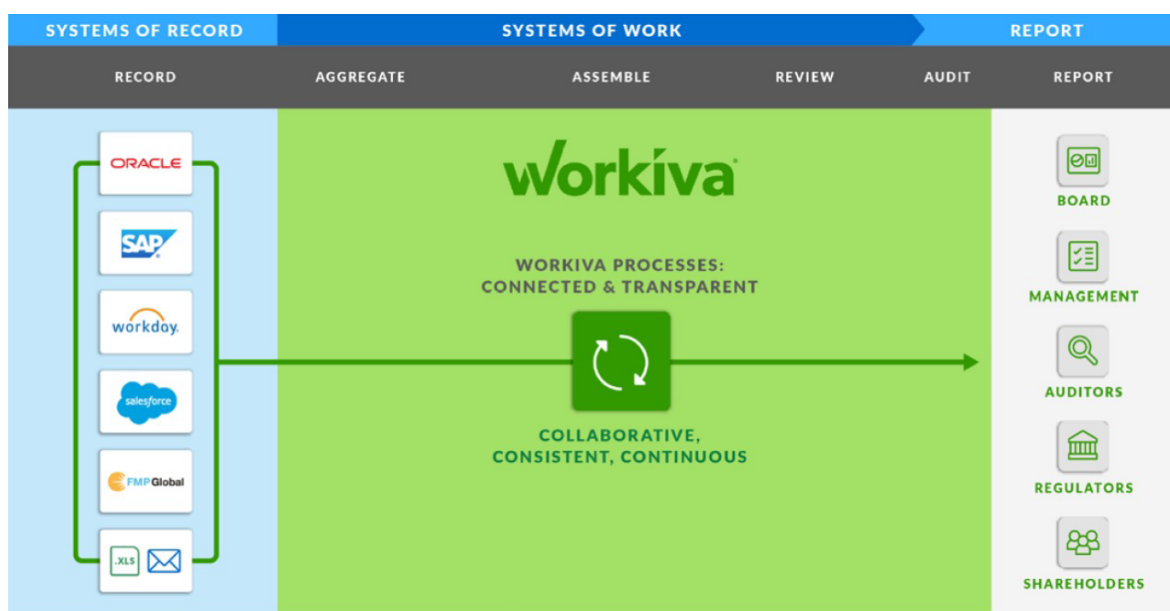 SYSTEMS OF RECORD
SYSTEMS OF WORK
REPORT
RECORD
AGGREGATE
ASSEMBLE
REVIEW
AUDIT
REPORT
ORACLE
SAP
workday.
salesforce
FMP Global
.XLS
workiva
WORKIVA PROCESSES:
CONNECTED & TRANSPARENT
COLLABORATIVE,
CONSISTENT, CONTINUOUS
BOARD
MANAGEMENT
AUDITORS
REGULATORS
SHAREHOLDERS